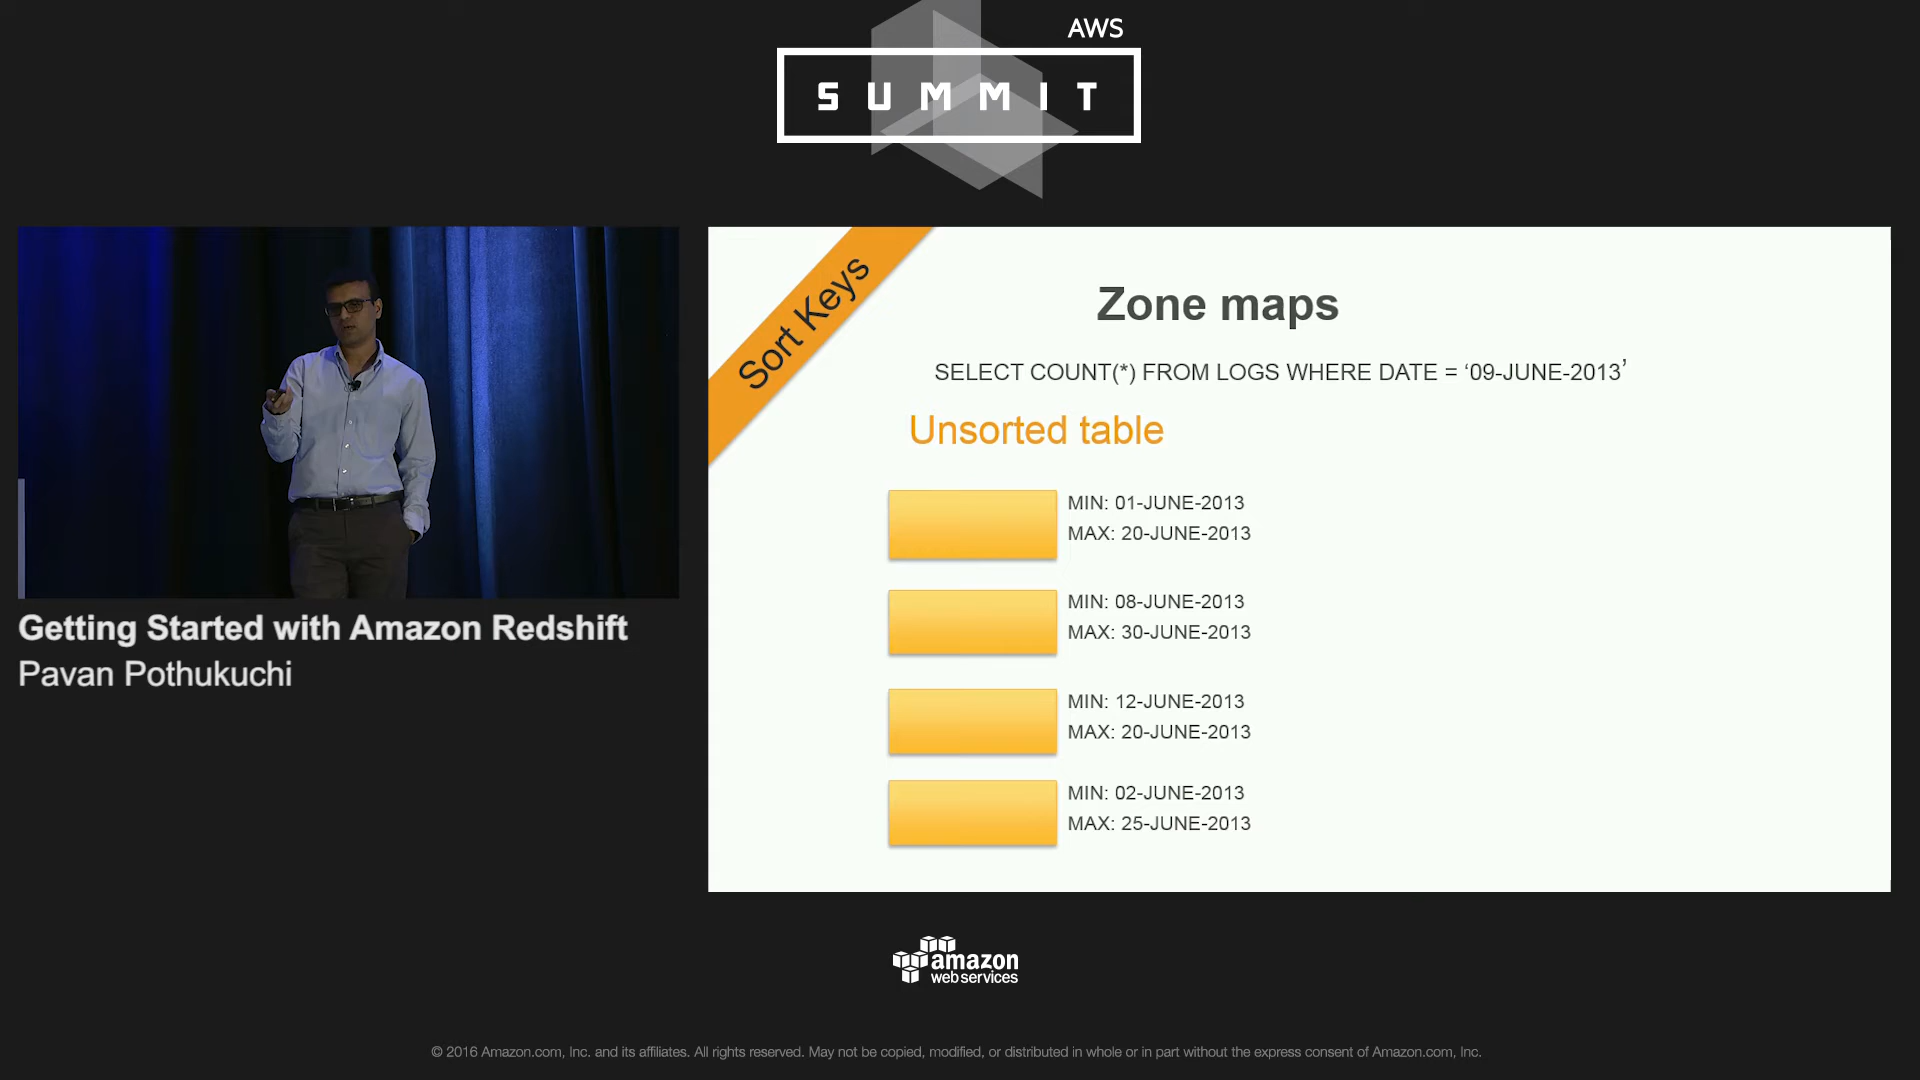 AWS
SUMMIT
Sort Keys
Zone maps
SELECT COUNT(*) FROM LOGS WHERE DATE = ‘09-JUNE-2013’
Unsorted table
MIN: 01-JUNE-2013
MAX: 20-JUNE-2013
MIN: 08-JUNE-2013
MAX: 30-JUNE-2013
MIN: 12-JUNE-2013
MAX: 20-JUNE-2013
MIN: 02-JUNE-2013
MAX: 25-JUNE-2013
Getting Started with Amazon Redshift
Pavan Pothukuchi
amazon
webservices
© 2016 Amazon.com, Inc. and its affiliates. All rights reserved. May not be copied, modified, or distributed in whole or in part without the express consent of Amazon.com, Inc.